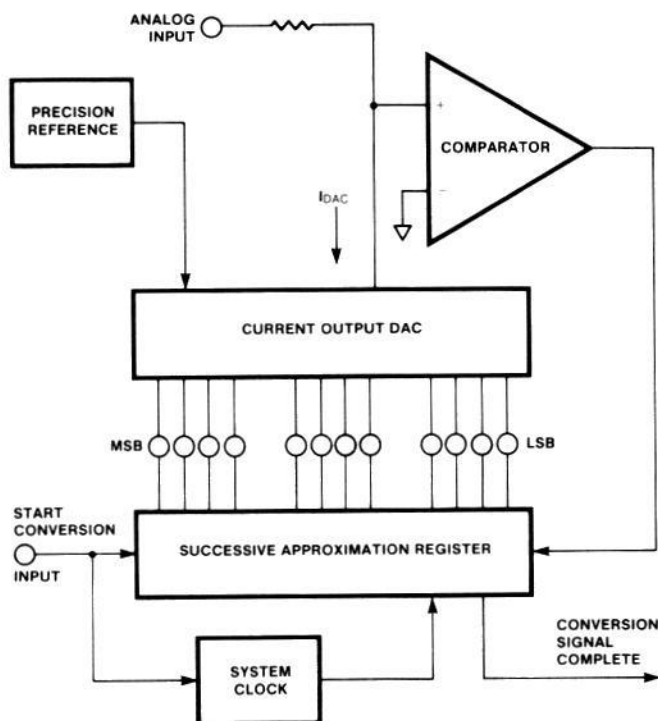 ANALOG
INPUT
PRECISION
REFERENCE
+
COMPARATOR
−
IDAC
CURRENT OUTPUT DAC
MSB
LSB
START
CONVERSION
INPUT
SUCCESSIVE APPROXIMATION REGISTER
SYSTEM
CLOCK
CONVERSION
SIGNAL
COMPLETE